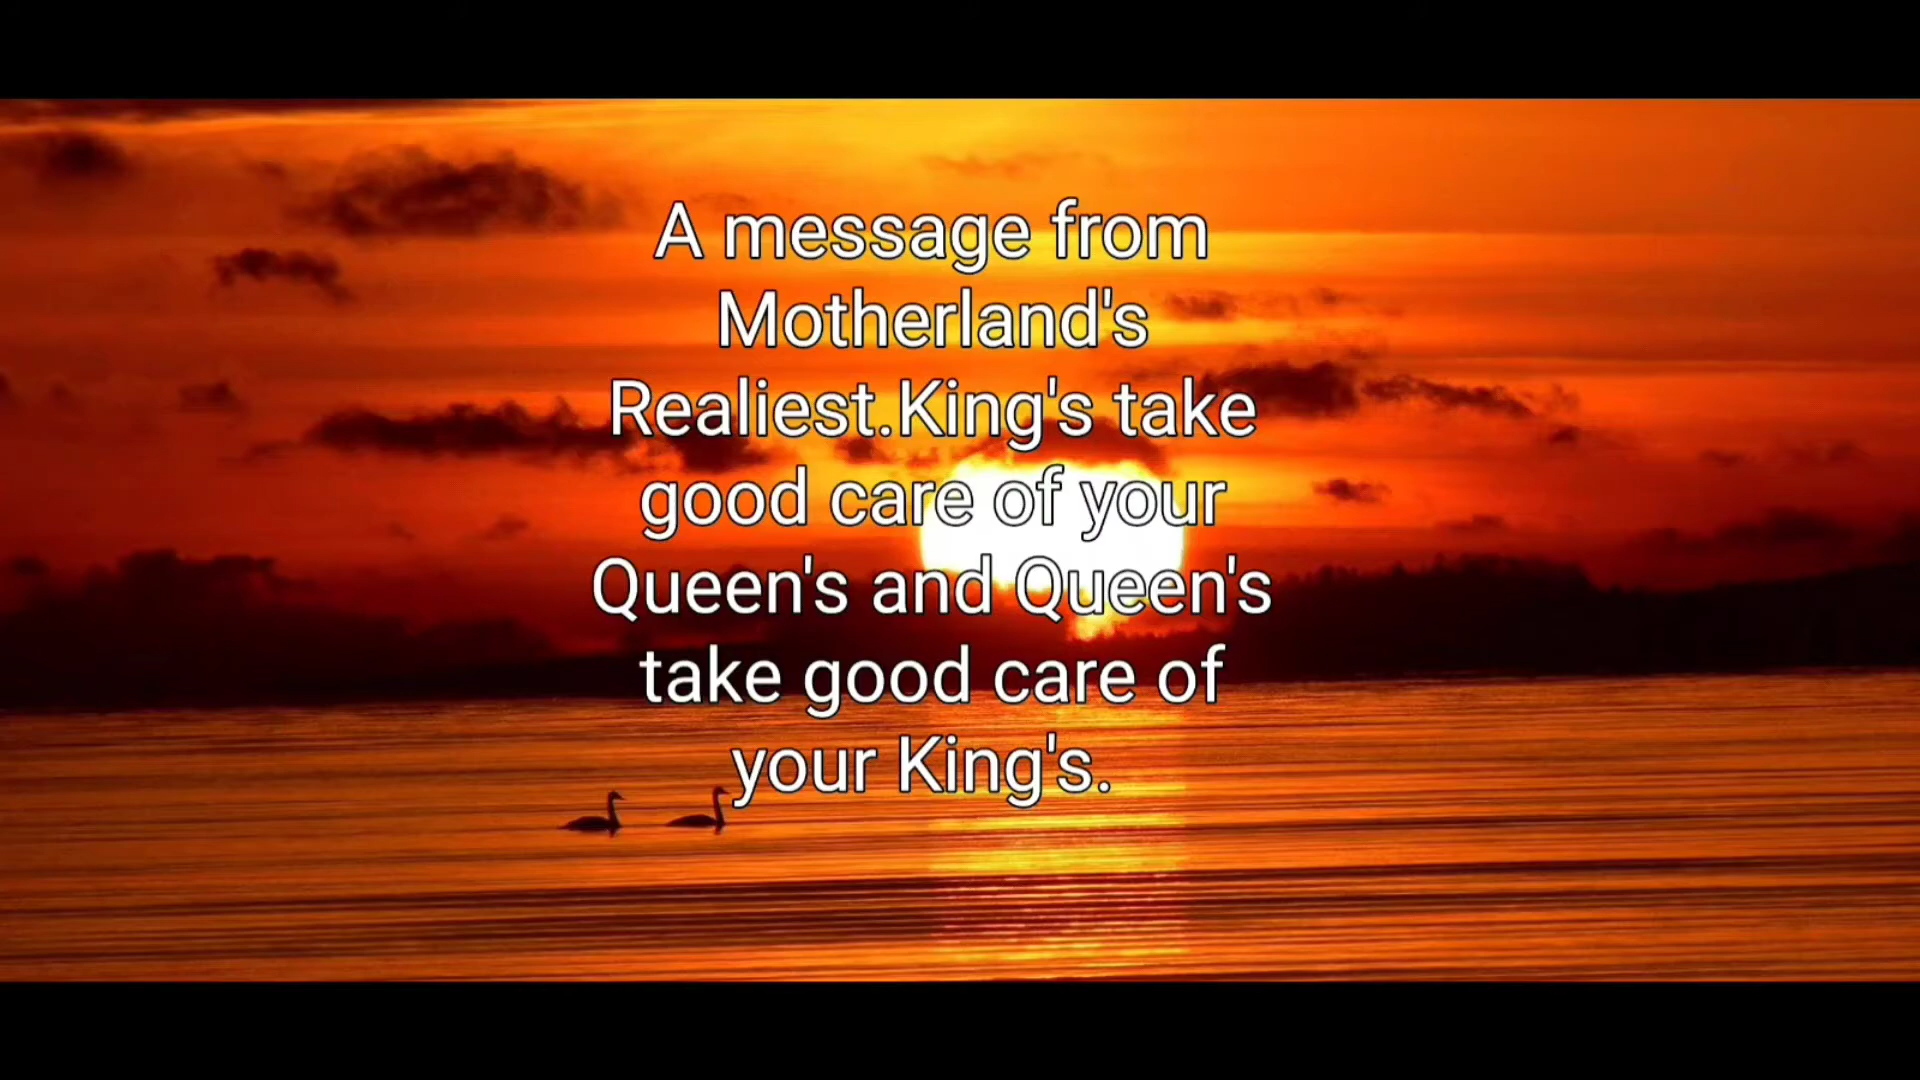 A message from
Motherland's
Realiest.King's take
good care of your
Queen's and Queen's
take good care of
your King's.